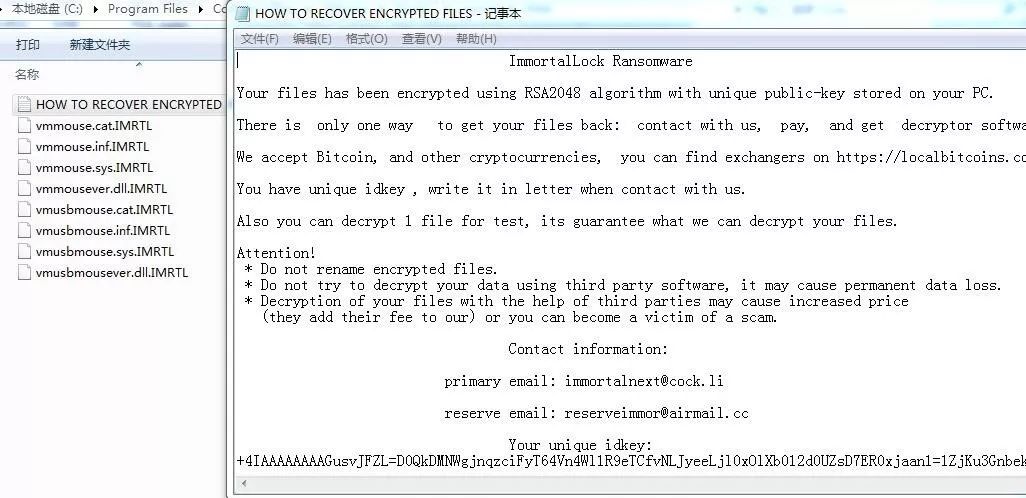 本地磁盘 (C:) Program Files
打印 新建文件夹
名称
HOW TO RECOVER ENCRYPTED
vmmouse.cat.IMRTL
vmmouse.inf.IMRTL
vmmouse.sys.IMRTL
vmmousever.dll.IMRTL
vmusbmouse.cat.IMRTL
vmusbmouse.inf.IMRTL
vmusbmouse.sys.IMRTL
vmusbmousever.dll.IMRTL
HOW TO RECOVER ENCRYPTED FILES - 记事本
文件(F) 编辑(E) 格式(O) 查看(V) 帮助(H)
ImmortalLock Ransomware
Your files has been encrypted using RSA2048 algorithm with unique public-key stored on your PC.
There is only one way to get your files back: contact with us, pay, and get decryptor softwa
We accept Bitcoin, and other cryptocurrencies, you can find exchangers on https://localbitcoins.co
You have unique idkey , write it in letter when contact with us.
Also you can decrypt 1 file for test, its guarantee what we can decrypt your files.
Attention!
* Do not rename encrypted files.
* Do not try to decrypt your data using third party software, it may cause permanent data loss.
* Decryption of your files with the help of third parties may cause increased price
(they add their fee to our) or you can become a victim of a scam.
Contact information:
primary email: immortalnext@cock.li
reserve email: reserveimmor@airmail.cc
Your unique idkey: